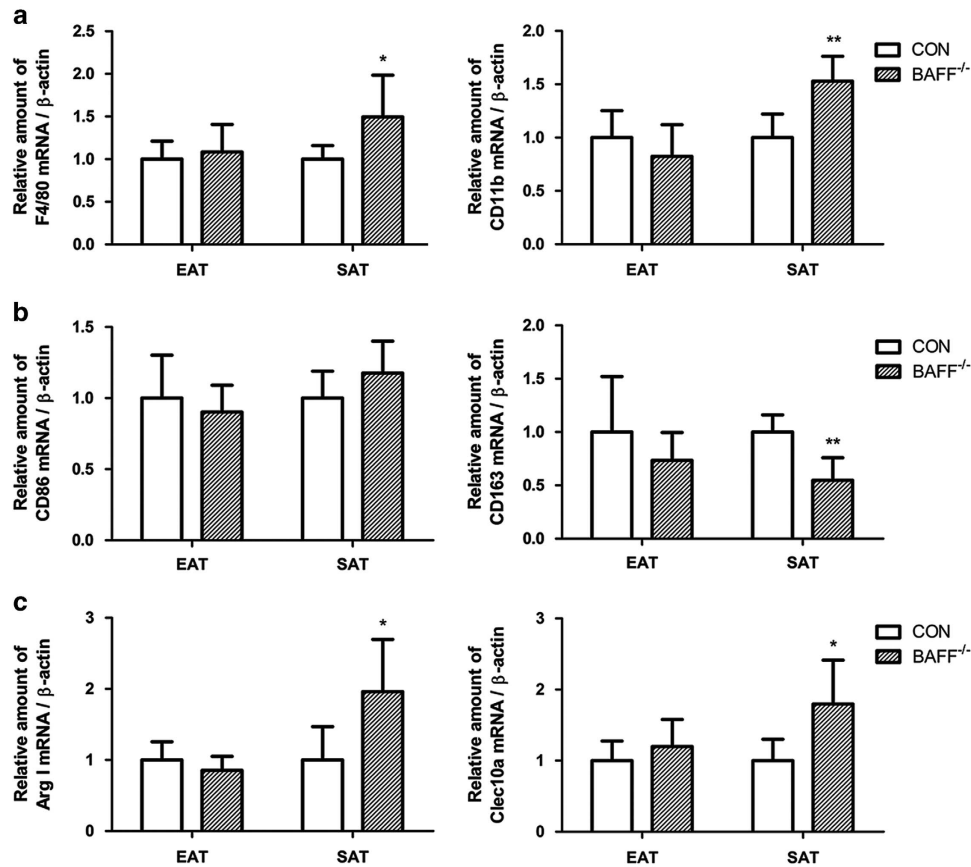 a
Relative amount of
F4/80 mRNA / β-actin
2.5
2.0
1.5
1.0
0.5
0.0
*
EAT
SAT
Relative amount of
CD11b mRNA / β-actin
2.0
1.5
1.0
0.5
0.0
**
EAT
SAT
CON
BAFF-/-
b
Relative amount of
CD86 mRNA / β-actin
1.5
1.0
0.5
0.0
EAT
SAT
Relative amount of
CD163 mRNA / β-actin
2.0
1.5
1.0
0.5
0.0
**
EAT
SAT
CON
BAFF-/-
c
Relative amount of
Arg I mRNA / β-actin
3
2
1
0
*
EAT
SAT
Relative amount of
Clec10a mRNA / β-actin
3
2
1
0
*
EAT
SAT
CON
BAFF-/-